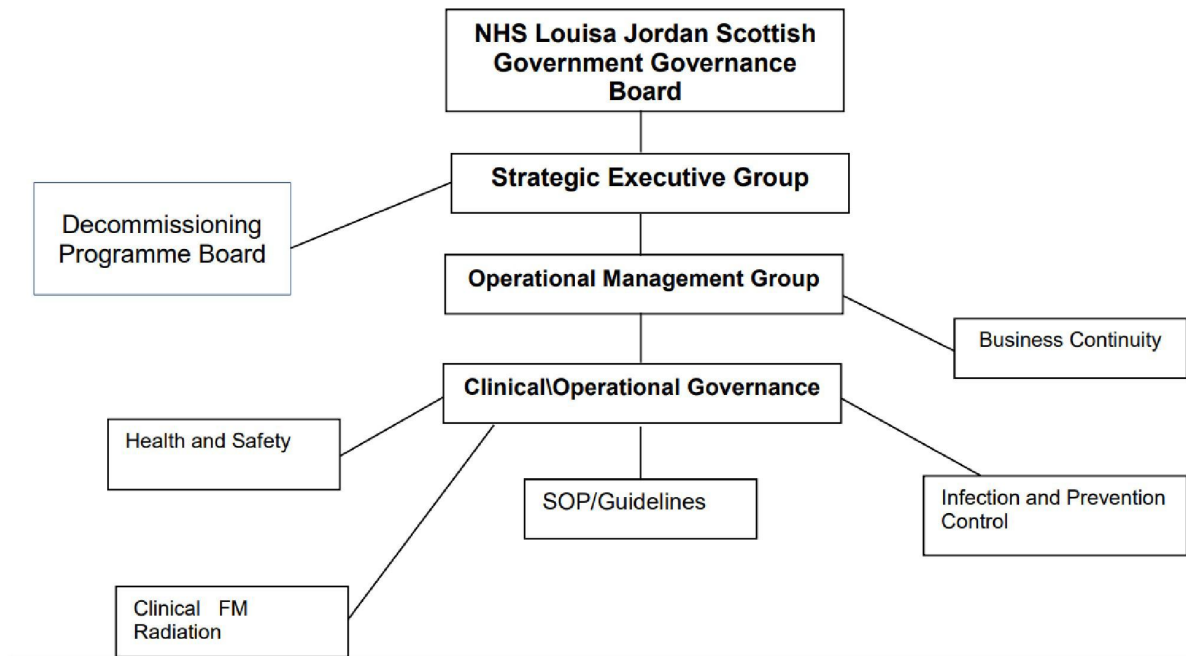 NHS Louisa Jordan Scottish
Government Governance
Board
Strategic Executive Group
Decommissioning
Programme Board
Operational Management Group
Business Continuity
Clinical\Operational Governance
Health and Safety
SOP/Guidelines
Infection and Prevention
Control
Clinical FM
Radiation